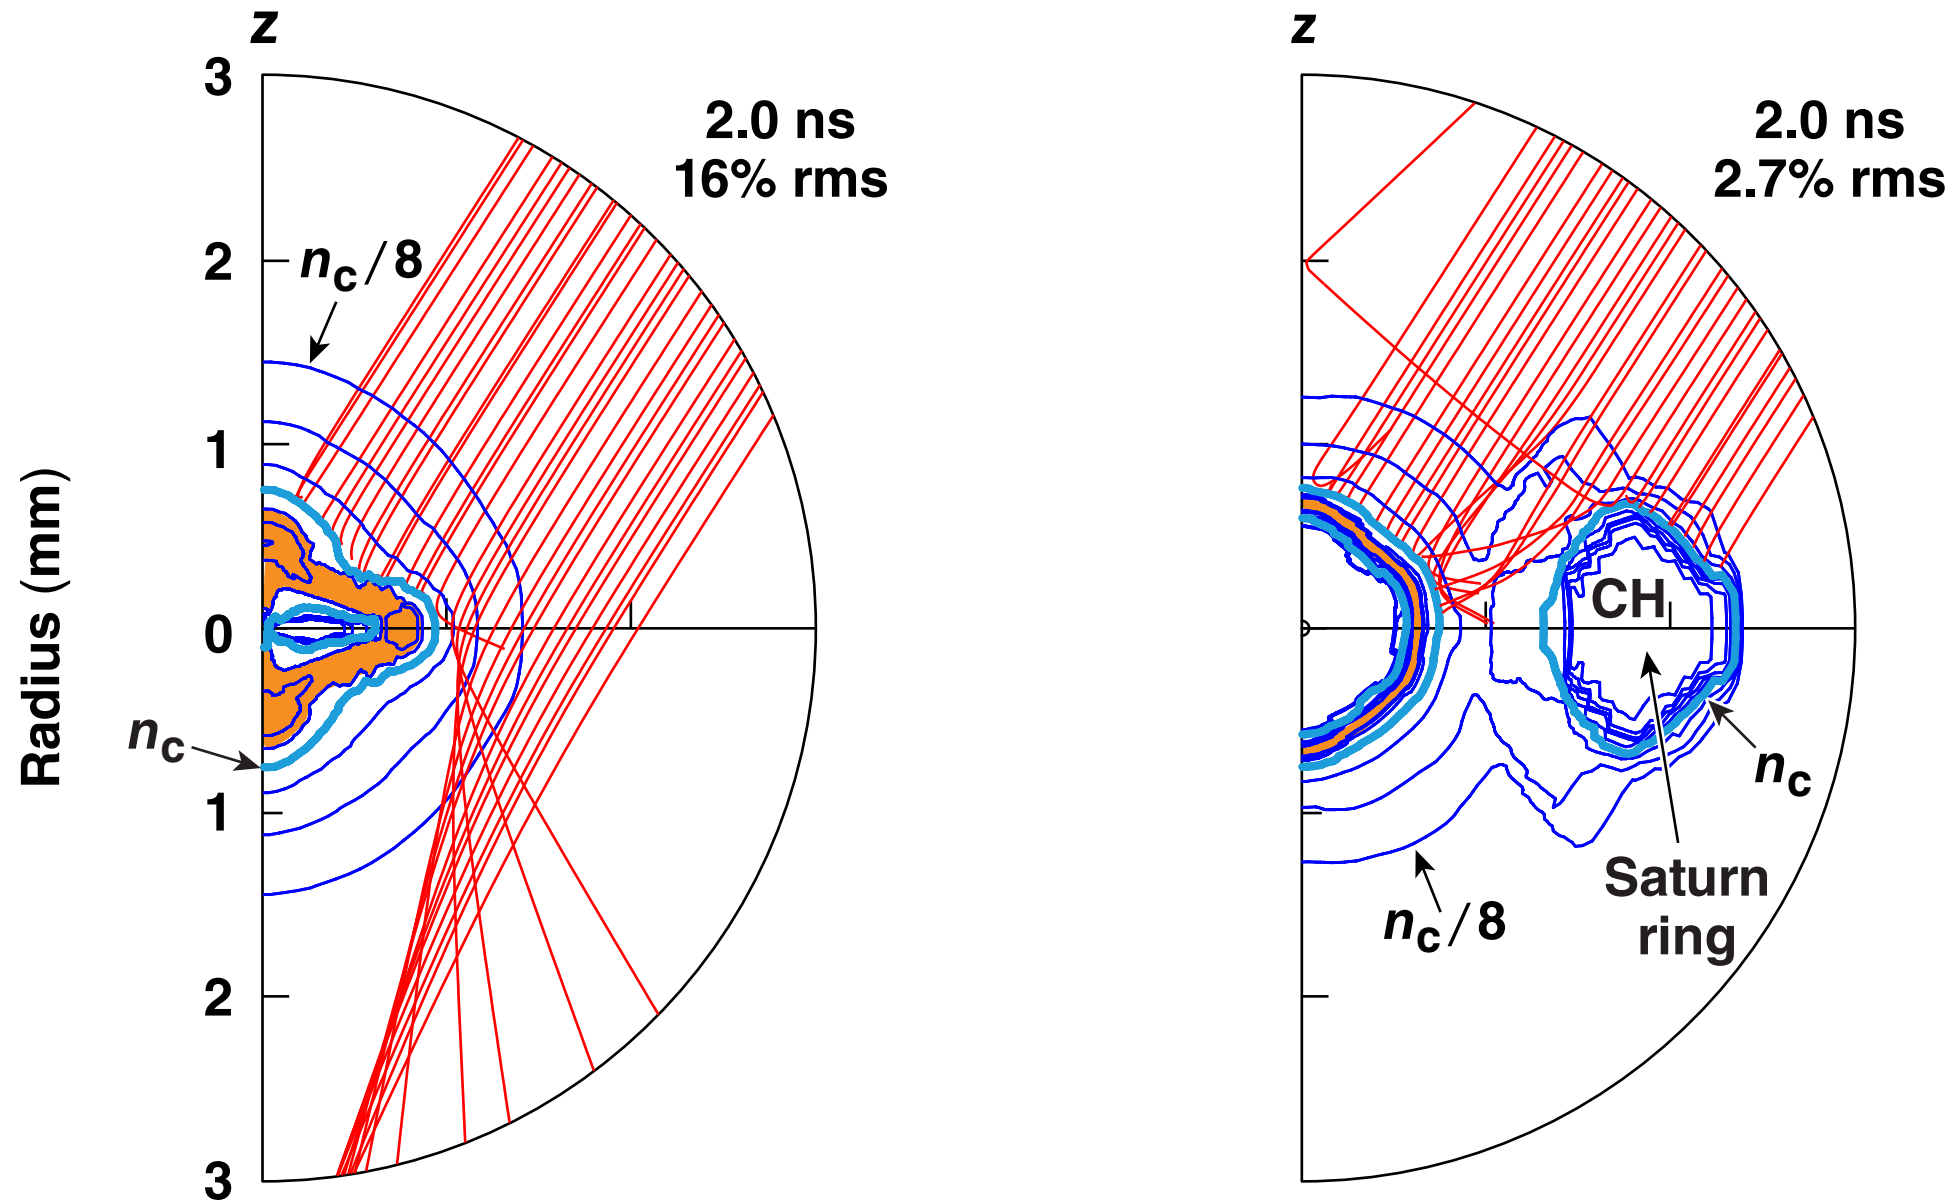 z
3
2.0 ns
16% rms
n_c/8
2
1
0
Radius (mm)
n_c
1
2
3
z
2.0 ns
2.7% rms
CH
n_c
Saturn
ring
n_c/8